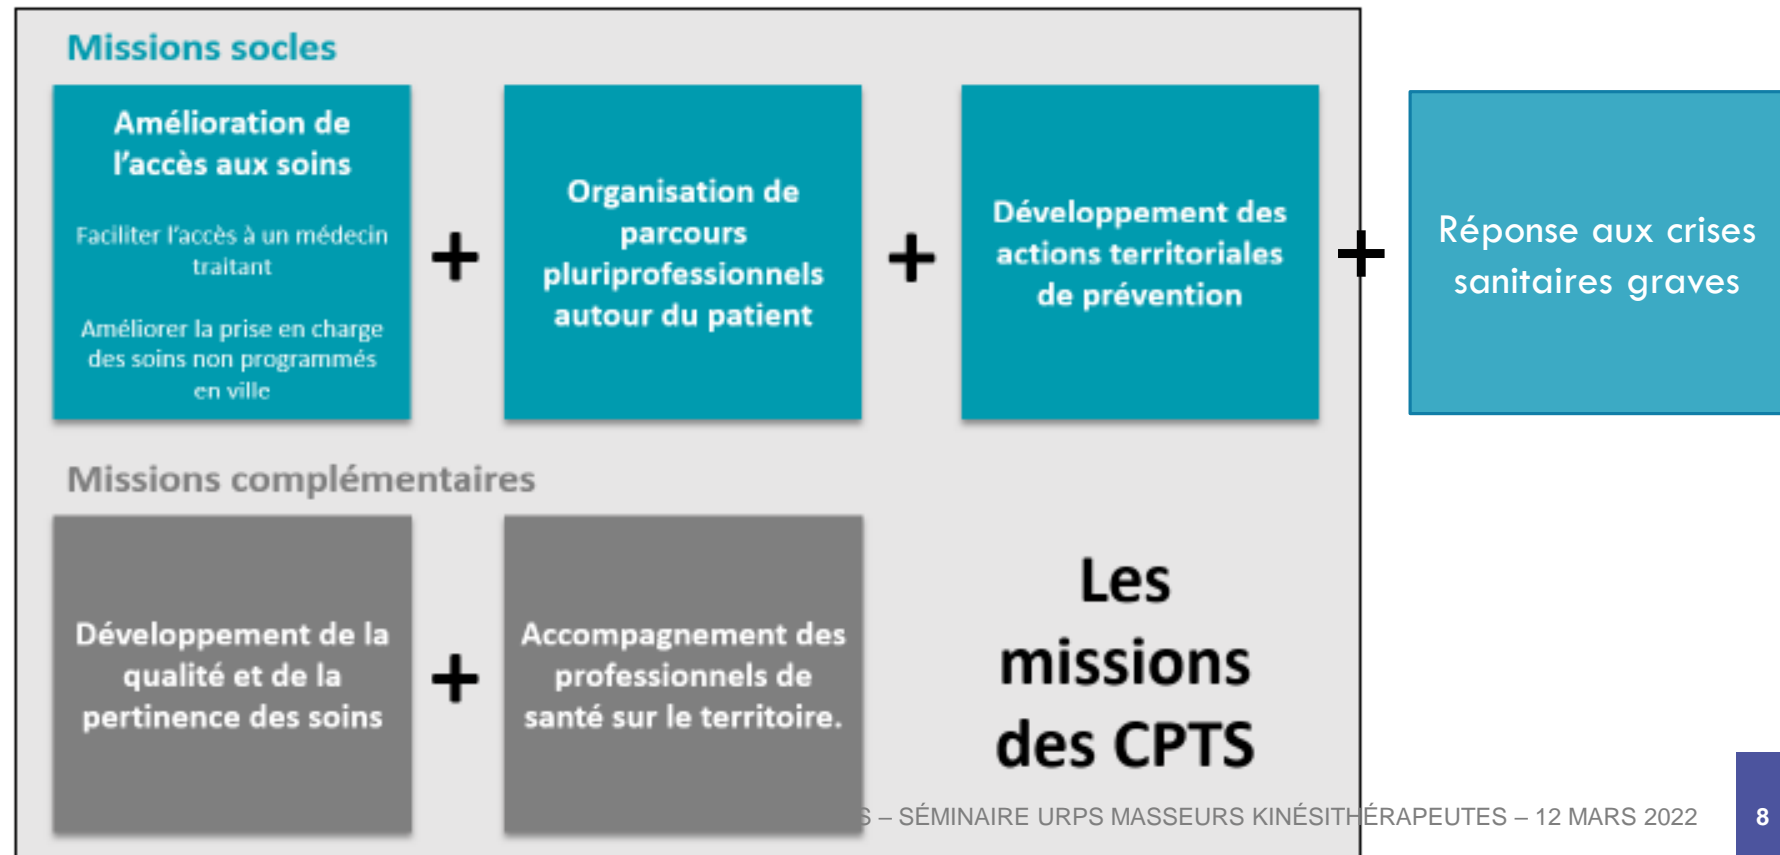 Missions socles
Amélioration de
l'accès aux soins
Faciliter l'accès à un médecin
traitant
Améliorer la prise en charge
des soins non programmés
en ville
+
Organisation de
parcours
pluriprofessionnels
autour du patient
+
Développement des
actions territoriales
de prévention
+
Réponse aux crises
sanitaires graves
Missions complémentaires
Développement de la
qualité et de la
pertinence des soins
+
Accompagnement des
professionnels de
santé sur le territoire.
Les
missions
des CPTS
– SÉMINAIRE URPS MASSEURS KINÉSITHÉRAPEUTES – 12 MARS 2022
8